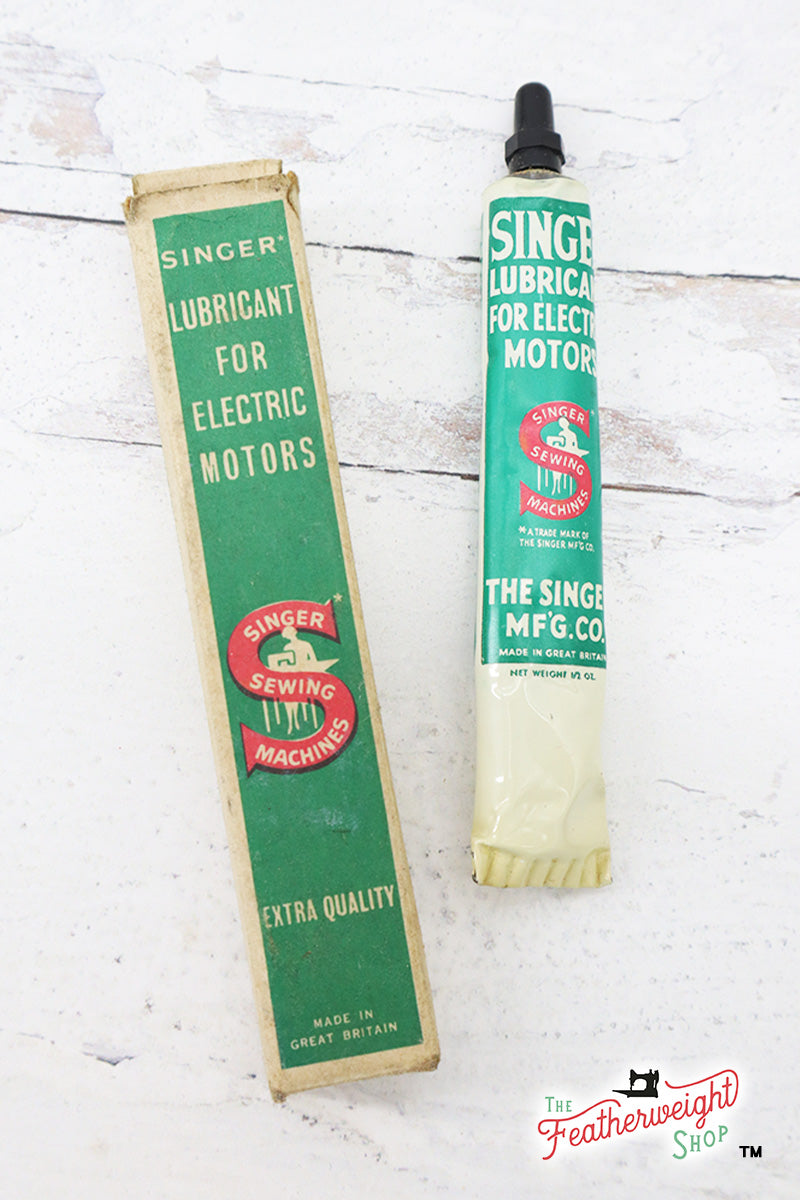 SINGER*
LUBRICANT
FOR
ELECTRIC
MOTORS
*
SINGER
SEWING
MACHINES
EXTRA QUALITY
MADE IN
GREAT BRITAIN
SINGE
LUBRICA
FOR ELECTR
MOTORS
*
SINGER
SEWING
MACHINES
*A TRADE MARK OF
THE SINGER MF'G CO.
THE SINGE
MF'G.CO.
MADE IN GREAT BRITAIN
NET WEIGHT 1/2 OZ.
THE
Featherweight
SHOP TM